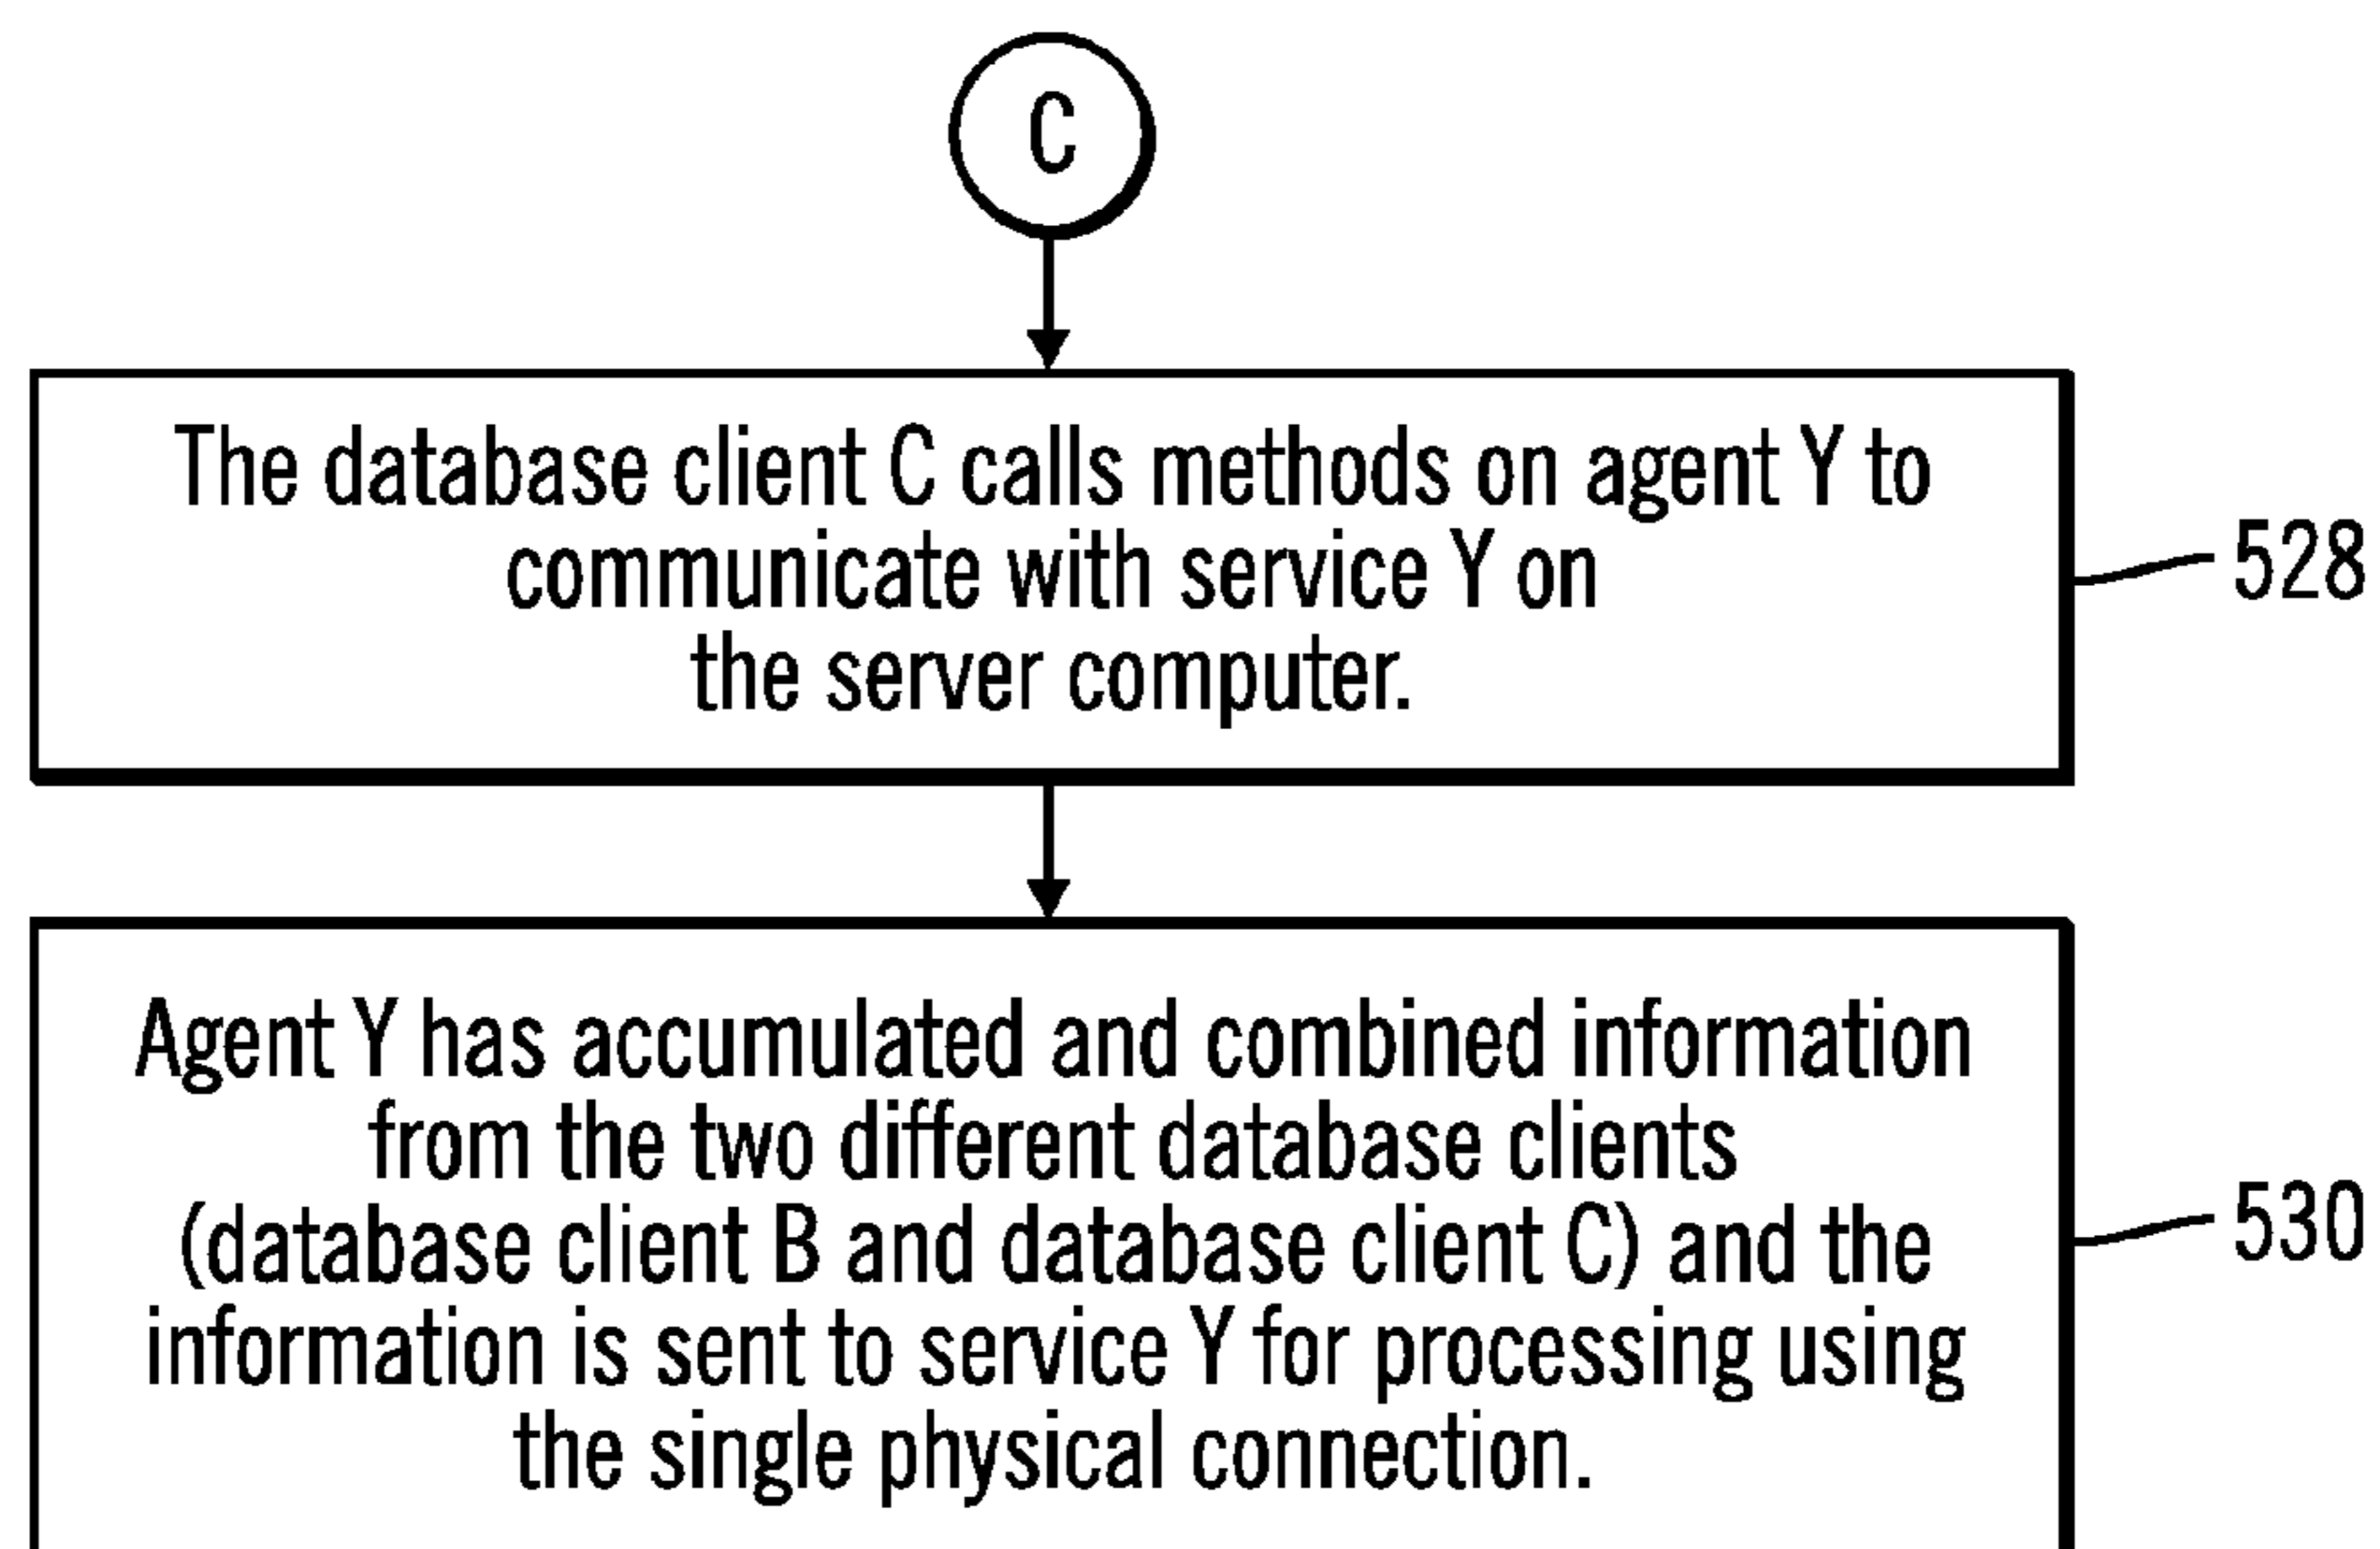 C
The database client C calls methods on agent Y to
communicate with service Y on
the server computer.
528
Agent Y has accumulated and combined information
from the two different database clients
(database client B and database client C) and the
information is sent to service Y for processing using
the single physical connection.
530